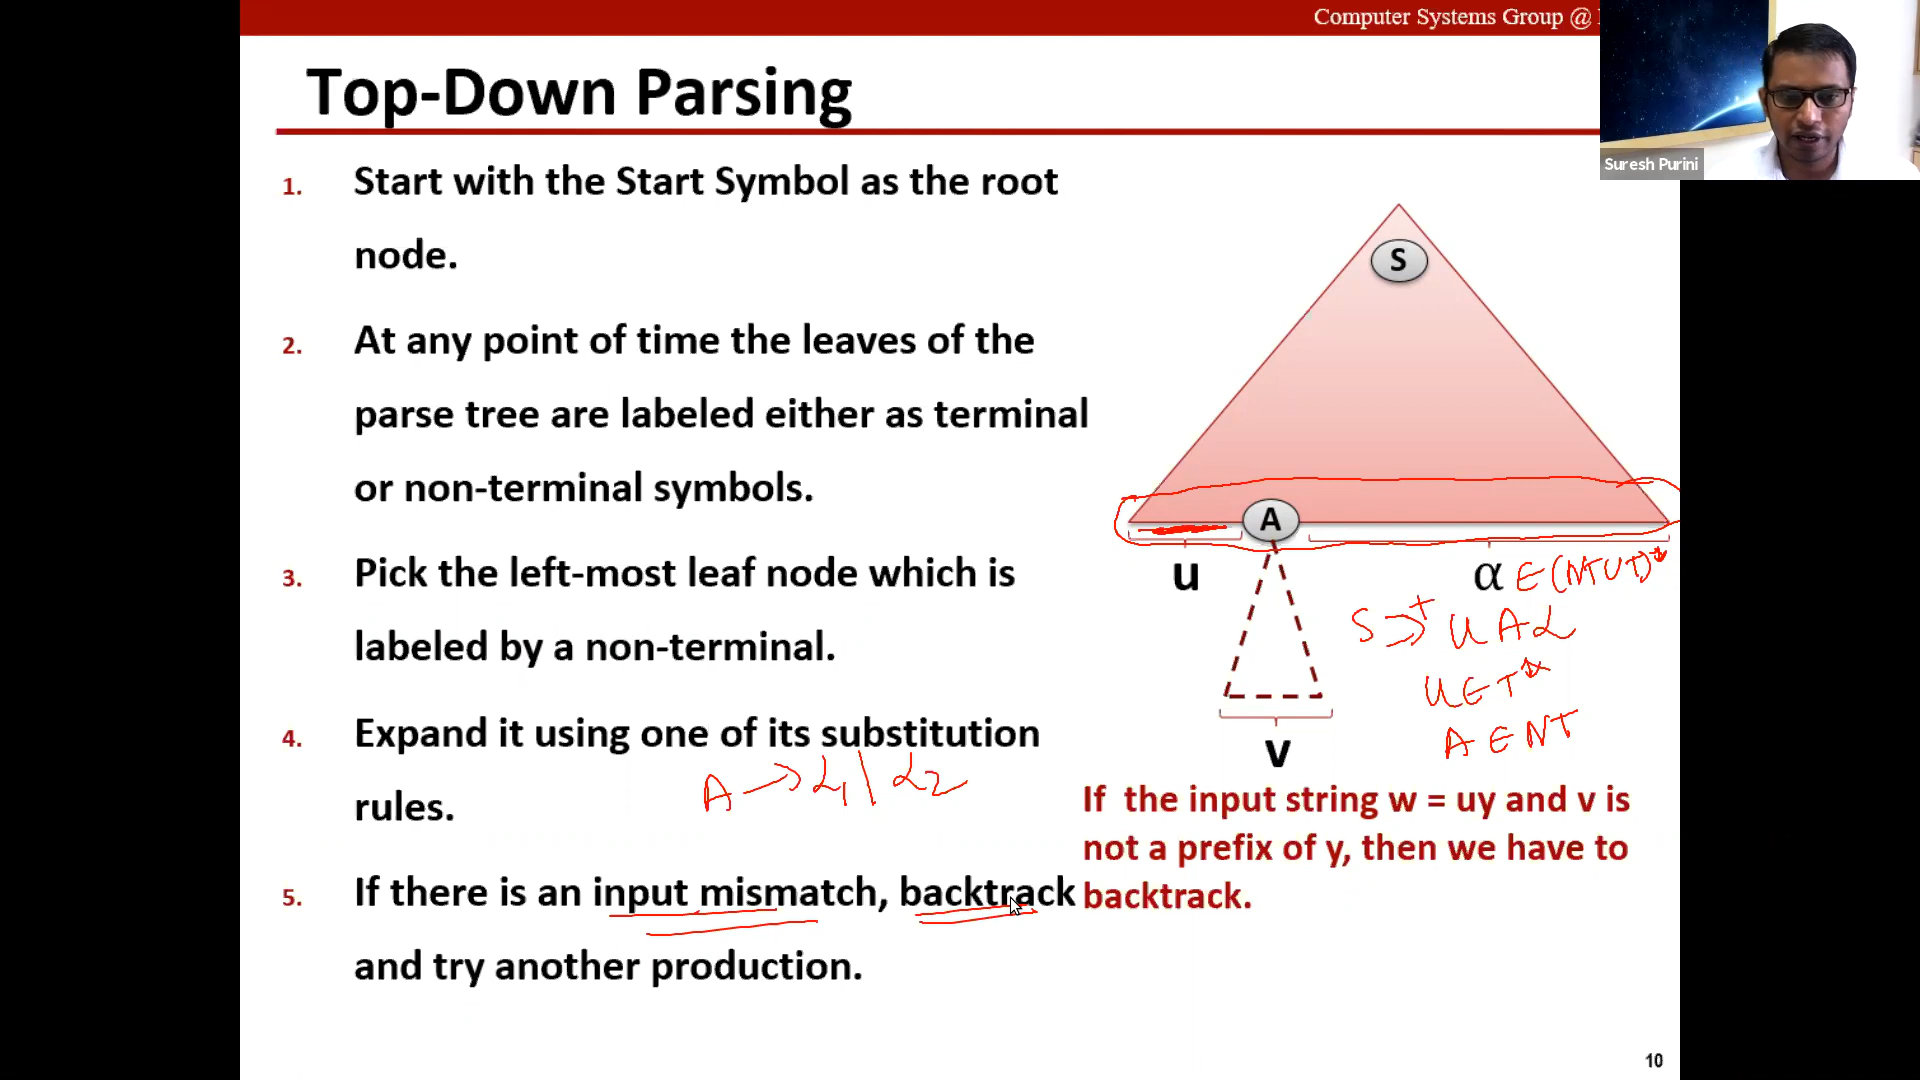 Computer Systems Group @
Suresh Purini
Top-Down Parsing
1. Start with the Start Symbol as the root
node.
2. At any point of time the leaves of the
parse tree are labeled either as terminal
or non-terminal symbols.
3. Pick the left-most leaf node which is
labeled by a non-terminal.
4. Expand it using one of its substitution
rules.
A → α1 | α2
5. If there is an input mismatch, backtrack
and try another production.
S
A
u
α ∈ (NT ∪ T)*
S ⇒+ u A α
u ∈ T*
A ∈ NT
v
If the input string w = uy and v is
not a prefix of y, then we have to
backtrack.
10